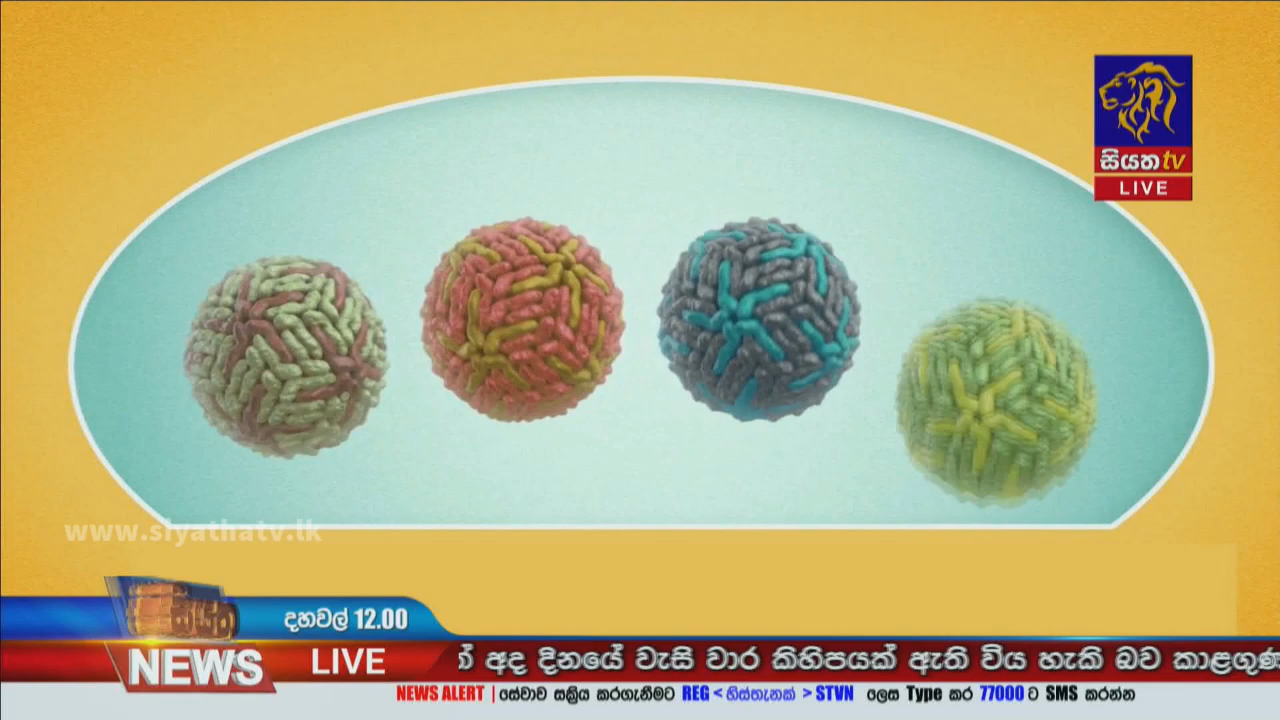 සියත tv
LIVE
www.siyathatv.lk
දහවල් 12.00
NEWS
LIVE
අද දිනයේ වැසි වාර කිහිපයක් ඇති විය හැකි බව කාළගුණ
NEWS ALERT | සේවාව සක්‍රිය කරගැනීමට REG < හිස්තැනක් > STVN ලෙස Type කර 77000 ට SMS කරන්න